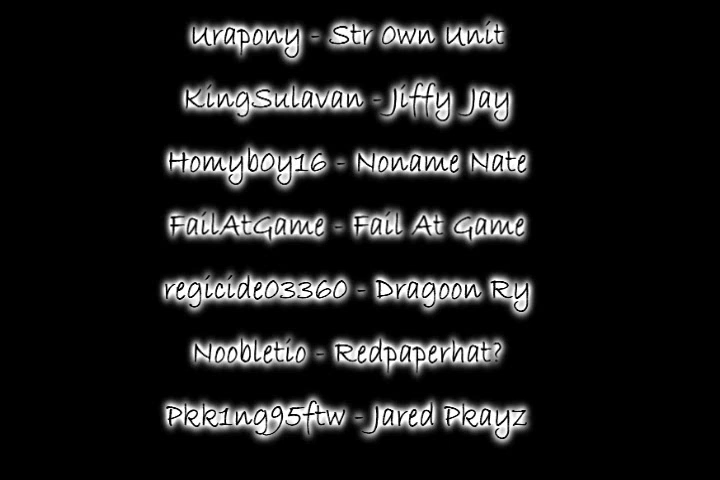 Urapony - Str Own Unit
KingSulavan - Jiffy Jay
Homyb0y16 - Noname Nate
FailAtGame - Fail At Game
regicide03360 - Dragoon Ry
Noobletio - Redpaperhat?
Pkk1ng95ftw - Jared Pkayz